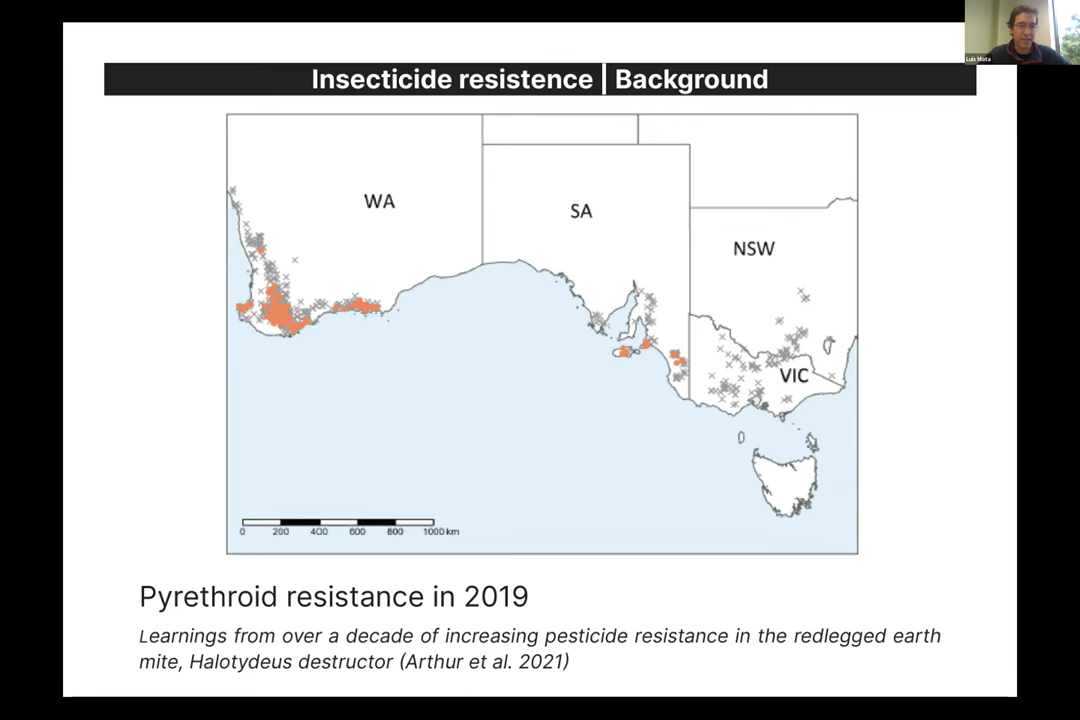 Insecticide resistence | Background
Luis Mata
WA
SA
NSW
VIC
0 200 400 600 800 1000 km
Pyrethroid resistance in 2019
Learnings from over a decade of increasing pesticide resistance in the redlegged earth
mite, Halotydeus destructor (Arthur et al. 2021)